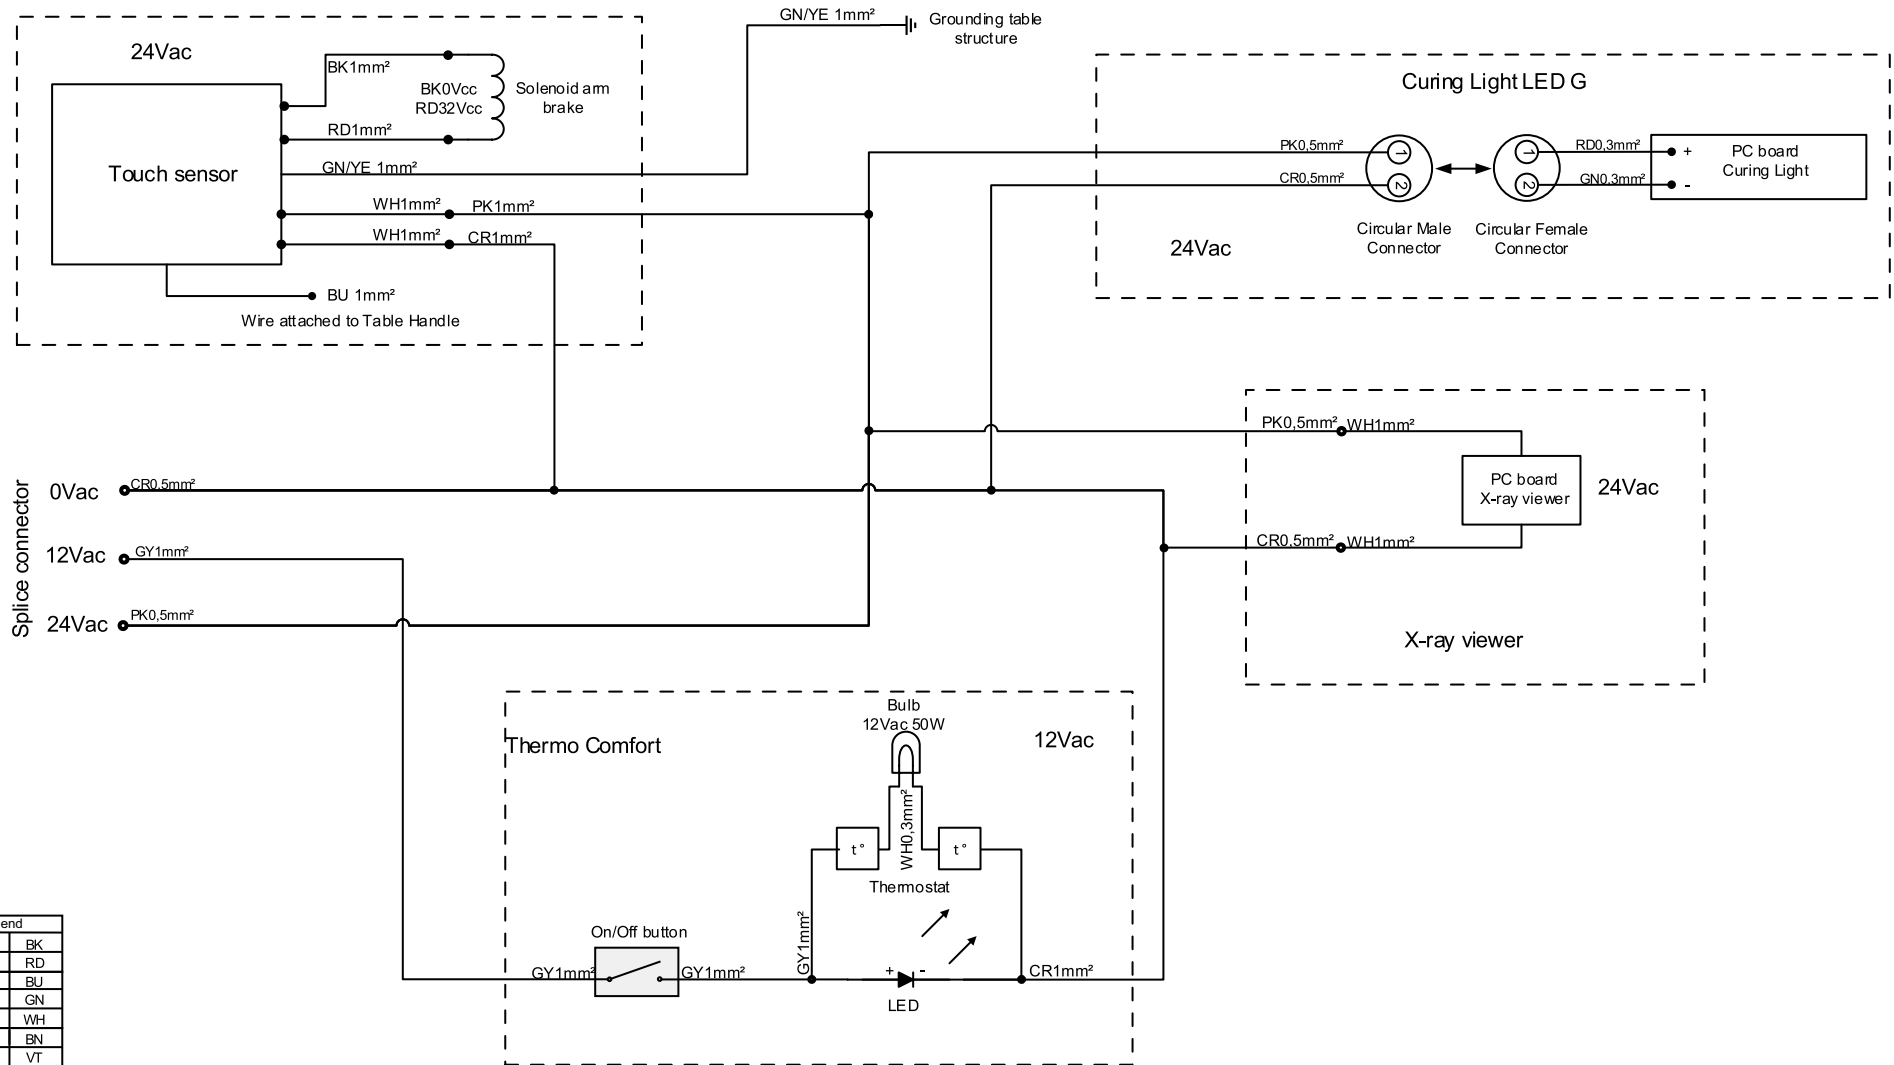 GN/YE 1mm²
Grounding table
structure
24Vac
BK1mm²
BK0Vcc
RD32Vcc
Solenoid arm
brake
RD1mm²
Touch sensor
GN/YE 1mm²
WH1mm²
PK1mm²
WH1mm²
CR1mm²
BU 1mm²
Wire attached to Table Handle
Curing Light LED G
PK0,5mm²
1
1
RD0,3mm²
+
PC board
Curing Light
CR0,5mm²
2
2
GN0,3mm²
-
Circular Male
Connector
Circular Female
Connector
24Vac
PK0,5mm²
WH1mm²
PC board
X-ray viewer
24Vac
CR0,5mm²
WH1mm²
X-ray viewer
Splice connector
0Vac
CR0,5mm²
12Vac
GY1mm²
24Vac
PK0,5mm²
Bulb
12Vac 50W
Thermo Comfort
12Vac
WH0,3mm²
t°
t°
Thermostat
On/Off button
GY1mm²
GY1mm²
GY1mm²
+
-
LED
CR1mm²
end
BK
RD
BU
GN
WH
BN
VT